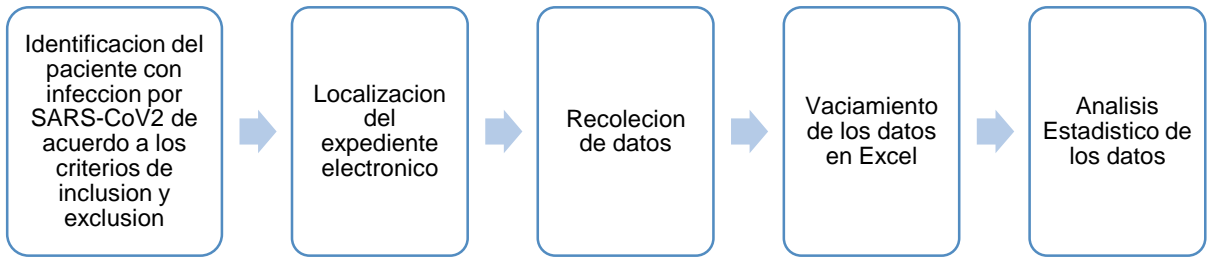 Identificacion del
paciente con
infeccion por
SARS-CoV2 de
acuerdo a los
criterios de
inclusion y
exclusion
Localizacion
del
expediente
electronico
Recolecion
de datos
Vaciamiento
de los datos
en Excel
Analisis
Estadistico de
los datos